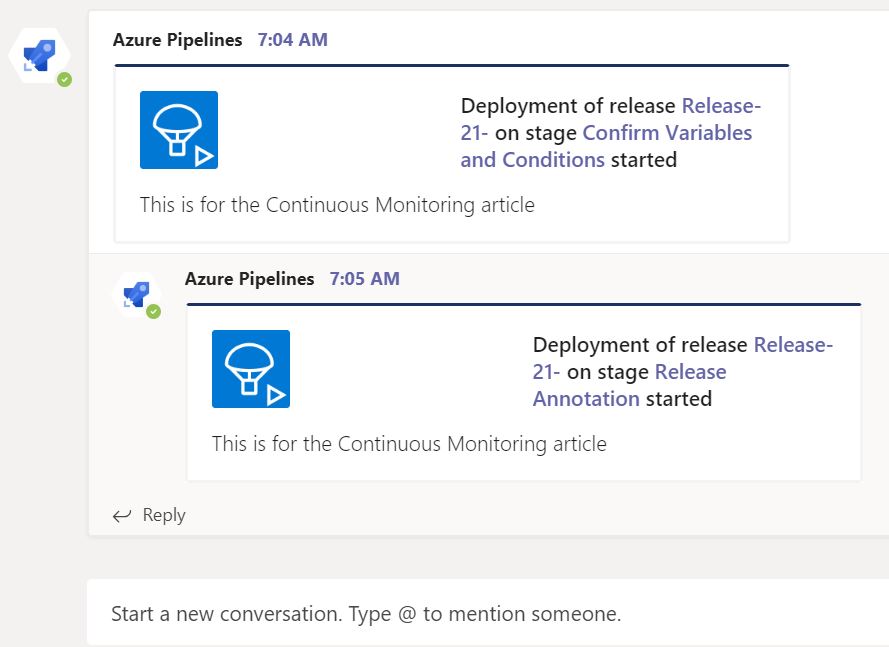 Azure Pipelines 7:04 AM
Deployment of release Release-
21- on stage Confirm Variables
and Conditions started
This is for the Continuous Monitoring article
Azure Pipelines 7:05 AM
Deployment of release Release-
21- on stage Release
Annotation started
This is for the Continuous Monitoring article
Reply
Start a new conversation. Type @ to mention someone.